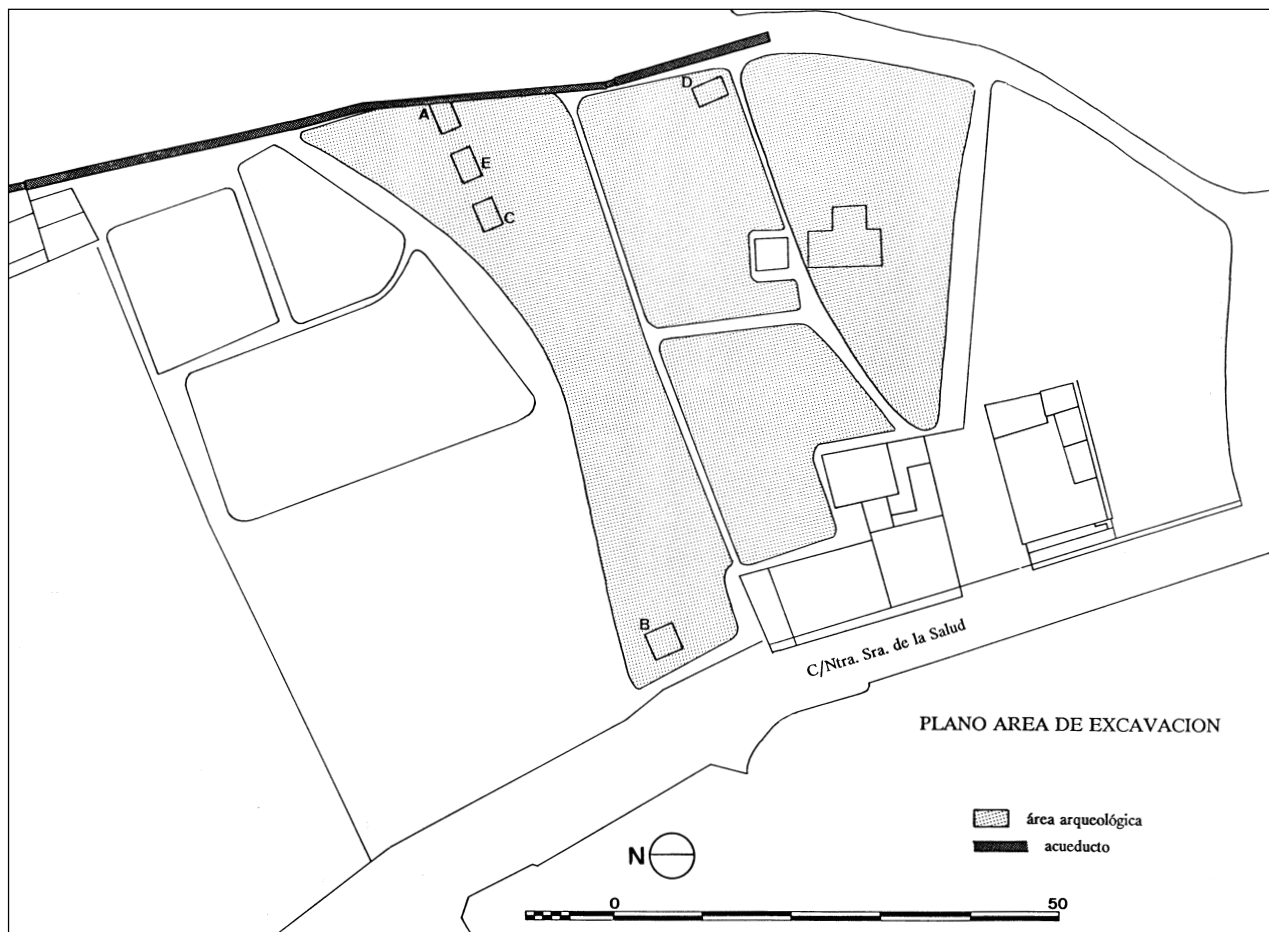 D
A
E
C
B
C/Ntra. Sra. de la Salud
PLANO AREA DE EXCAVACION
área arqueológica
acueducto
N
0 50